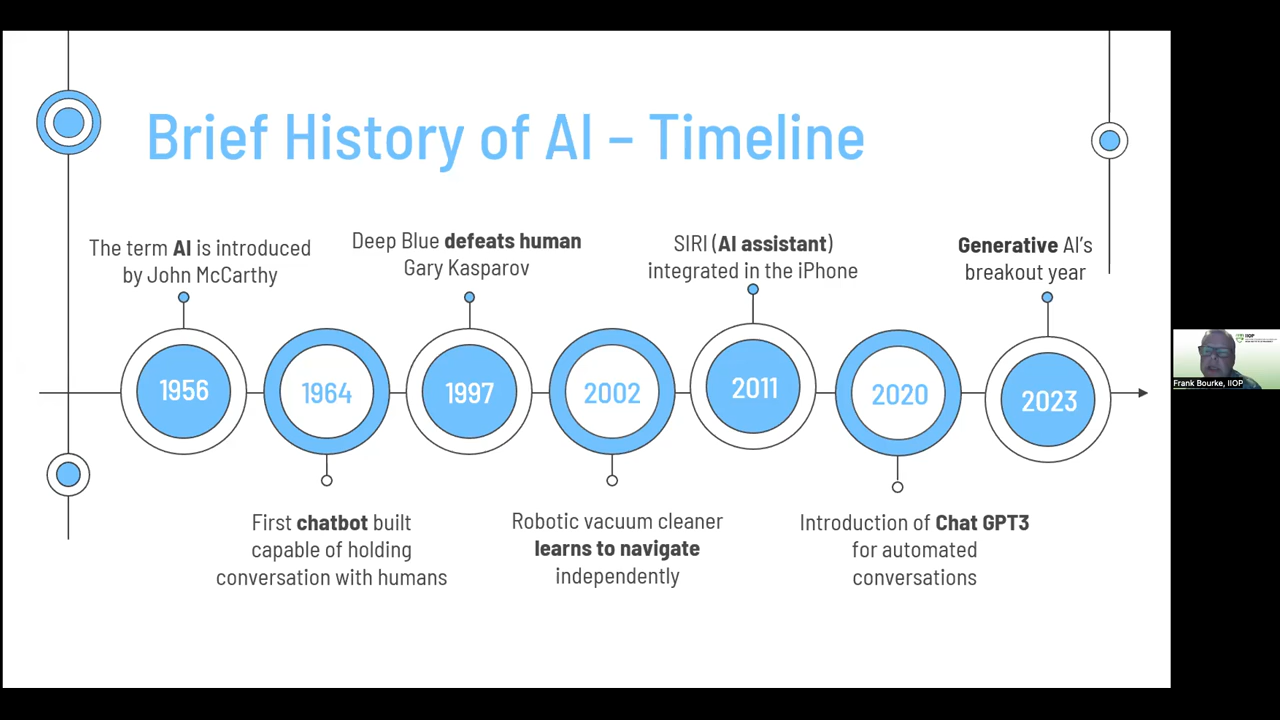 Brief History of AI – Timeline
The term AI is introduced
by John McCarthy
Deep Blue defeats human
Gary Kasparov
SIRI (AI assistant)
integrated in the iPhone
Generative AI's
breakout year
1956
1964
1997
2002
2011
2020
2023
First chatbot built
capable of holding
conversation with humans
Robotic vacuum cleaner
learns to navigate
independently
Introduction of Chat GPT3
for automated
conversations
IIOP
Frank Bourke, IIOP